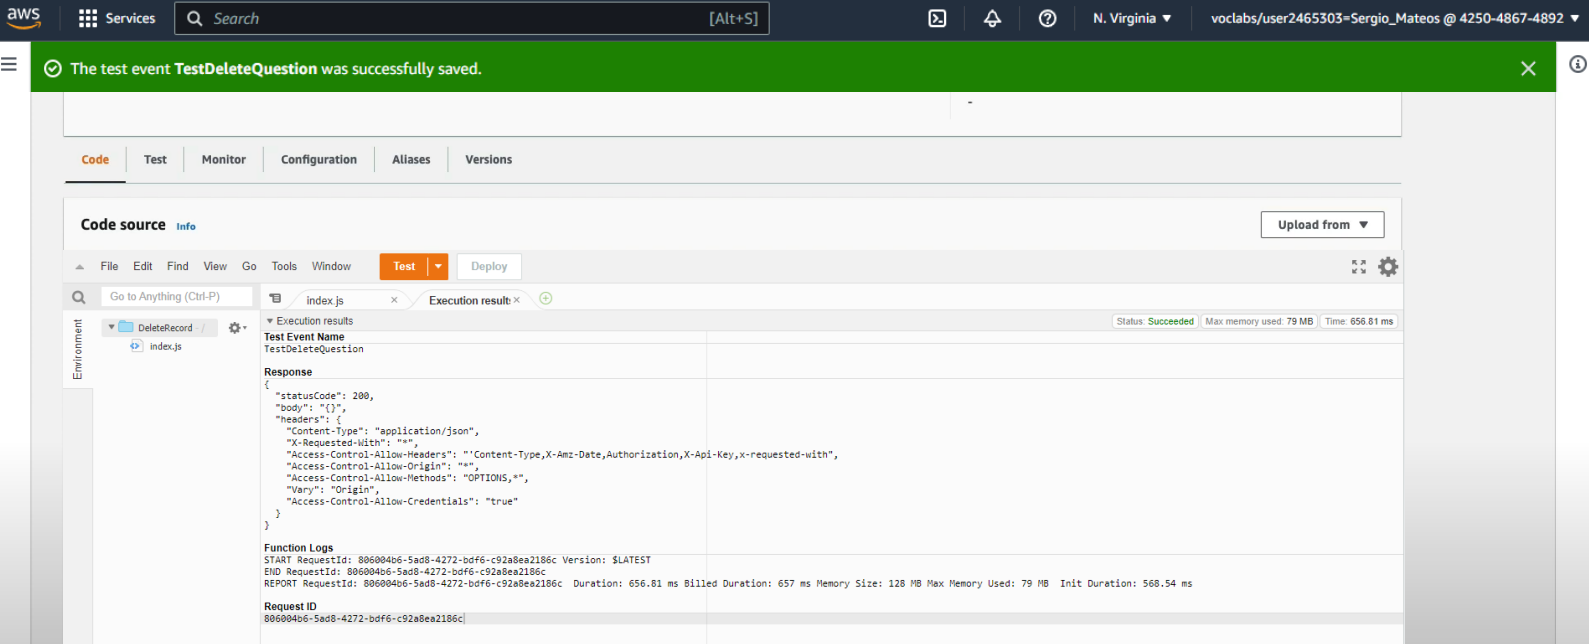 aws Services Search [Alt+S] N. Virginia voclabs/user2465303=Sergio_Mateos @ 4250-4867-4892
The test event TestDeleteQuestion was successfully saved.
-
Code Test Monitor Configuration Aliases Versions
Code source Info Upload from
File Edit Find View Go Tools Window Test Deploy
Go to Anything (Ctrl-P) index.js Execution results
Environment
DeleteRecord - /
index.js
Execution results Status: Succeeded Max memory used: 79 MB Time: 656.81 ms
Test Event Name
TestDeleteQuestion
Response
{
"statusCode": 200,
"body": "{}",
"headers": {
"Content-Type": "application/json",
"X-Requested-With": "*",
"Access-Control-Allow-Headers": "'Content-Type,X-Amz-Date,Authorization,X-Api-Key,x-requested-with",
"Access-Control-Allow-Origin": "*",
"Access-Control-Allow-Methods": "OPTIONS,*",
"Vary": "Origin",
"Access-Control-Allow-Credentials": "true"
}
}
Function Logs
START RequestId: 806004b6-5ad8-4272-bdf6-c92a8ea2186c Version: $LATEST
END RequestId: 806004b6-5ad8-4272-bdf6-c92a8ea2186c
REPORT RequestId: 806004b6-5ad8-4272-bdf6-c92a8ea2186c Duration: 656.81 ms Billed Duration: 657 ms Memory Size: 128 MB Max Memory Used: 79 MB Init Duration: 568.54 ms
Request ID
806004b6-5ad8-4272-bdf6-c92a8ea2186c